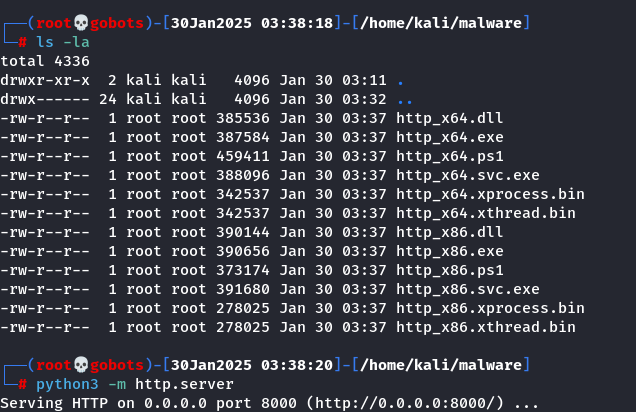 ┌──(root💀gobots)-[30Jan2025 03:38:18]-[/home/kali/malware]
└─# ls -la
total 4336
drwxr-xr-x  2 kali kali   4096 Jan 30 03:11 .
drwx------ 24 kali kali   4096 Jan 30 03:32 ..
-rw-r--r--  1 root root 385536 Jan 30 03:37 http_x64.dll
-rw-r--r--  1 root root 387584 Jan 30 03:37 http_x64.exe
-rw-r--r--  1 root root 459411 Jan 30 03:37 http_x64.ps1
-rw-r--r--  1 root root 388096 Jan 30 03:37 http_x64.svc.exe
-rw-r--r--  1 root root 342537 Jan 30 03:37 http_x64.xprocess.bin
-rw-r--r--  1 root root 342537 Jan 30 03:37 http_x64.xthread.bin
-rw-r--r--  1 root root 390144 Jan 30 03:37 http_x86.dll
-rw-r--r--  1 root root 390656 Jan 30 03:37 http_x86.exe
-rw-r--r--  1 root root 373174 Jan 30 03:37 http_x86.ps1
-rw-r--r--  1 root root 391680 Jan 30 03:37 http_x86.svc.exe
-rw-r--r--  1 root root 278025 Jan 30 03:37 http_x86.xprocess.bin
-rw-r--r--  1 root root 278025 Jan 30 03:37 http_x86.xthread.bin
┌──(root💀gobots)-[30Jan2025 03:38:20]-[/home/kali/malware]
└─# python3 -m http.server
Serving HTTP on 0.0.0.0 port 8000 (http://0.0.0.0:8000/) ...